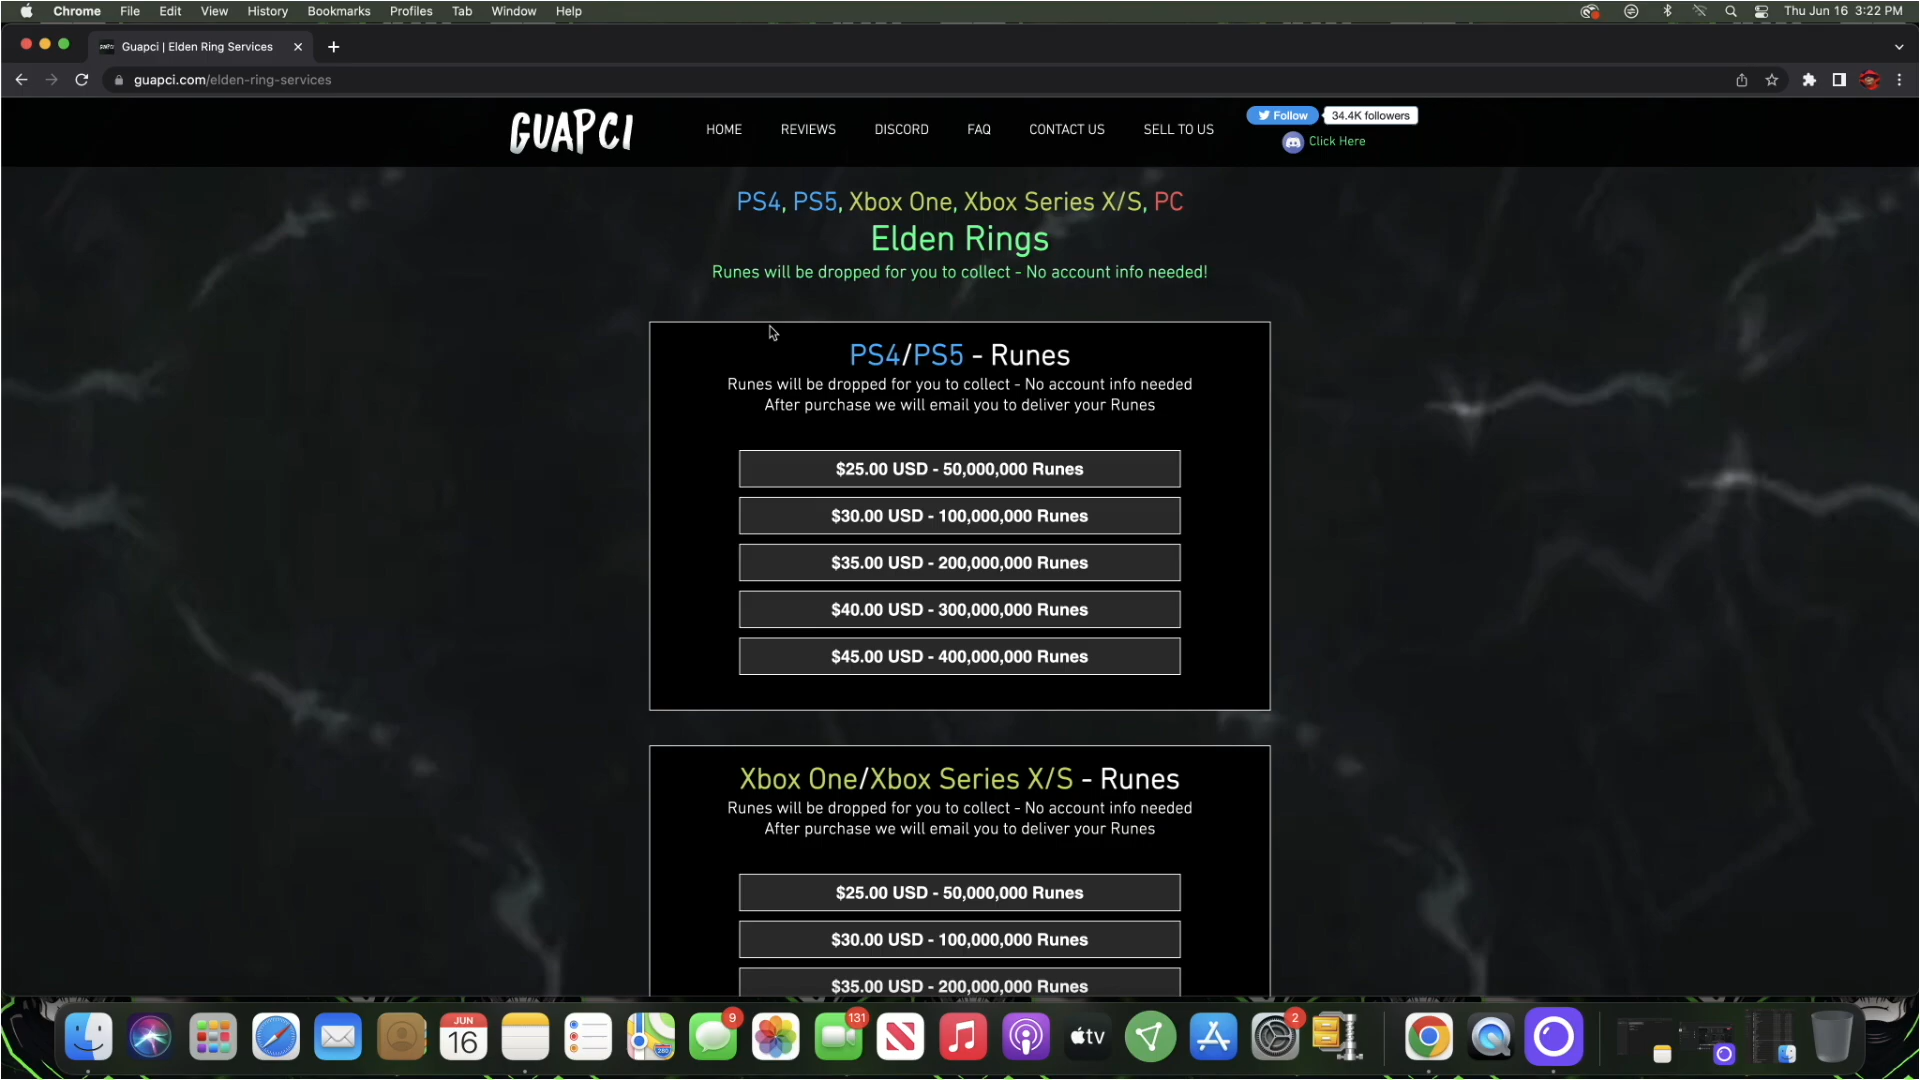 Chrome File Edit View History Bookmarks Profiles Tab Window Help Thu Jun 16 3:22 PM
Guapci | Elden Ring Services
guapci.com/elden-ring-services
GUAPCI HOME REVIEWS DISCORD FAQ CONTACT US SELL TO US
Follow 34.4K followers
Click Here
PS4, PS5, Xbox One, Xbox Series X/S, PC
Elden Rings
Runes will be dropped for you to collect - No account info needed!
PS4/PS5 - Runes
Runes will be dropped for you to collect - No account info needed
After purchase we will email you to deliver your Runes
$25.00 USD - 50,000,000 Runes
$30.00 USD - 100,000,000 Runes
$35.00 USD - 200,000,000 Runes
$40.00 USD - 300,000,000 Runes
$45.00 USD - 400,000,000 Runes
Xbox One/Xbox Series X/S - Runes
Runes will be dropped for you to collect - No account info needed
After purchase we will email you to deliver your Runes
$25.00 USD - 50,000,000 Runes
$30.00 USD - 100,000,000 Runes
$35.00 USD - 200,000,000 Runes
JUN 9 131 2
16 280 tv